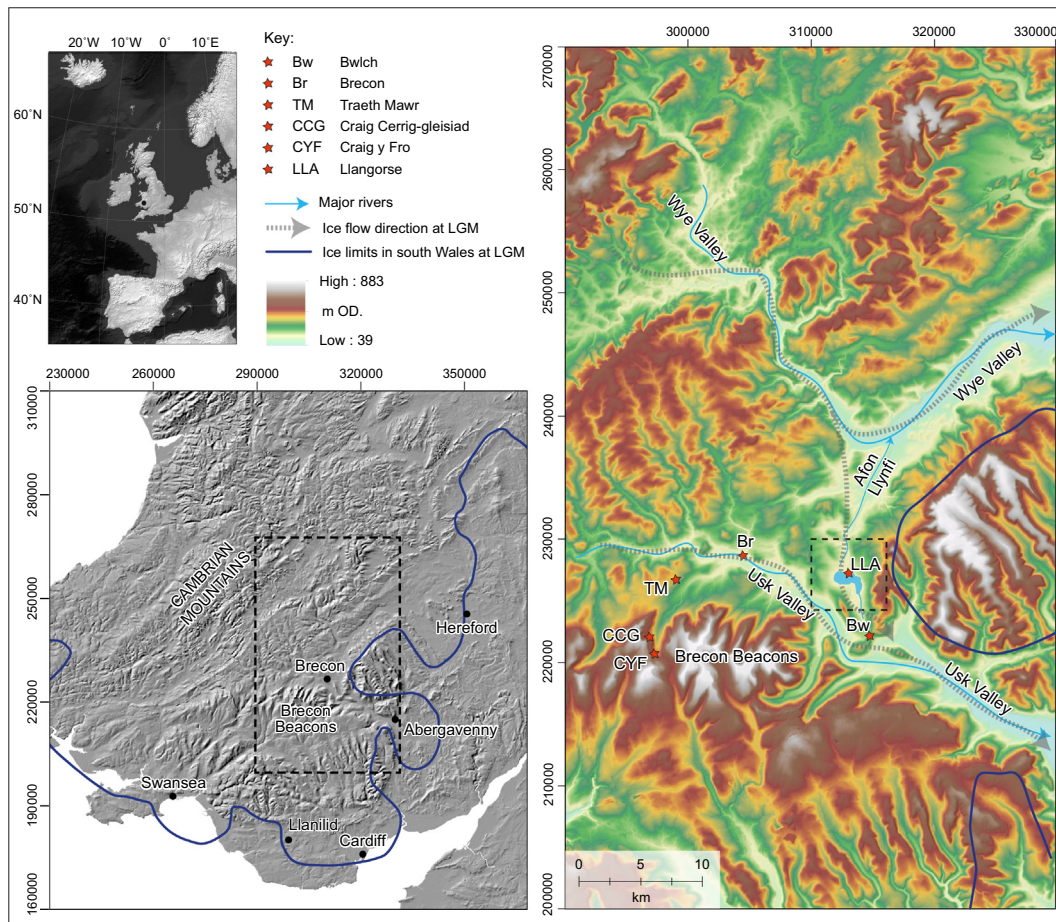 20˚W 10˚W 0˚ 10˚E
60˚N
50˚N
40˚N
Key:
Bw Bwlch
Br Brecon
TM Traeth Mawr
CCG Craig Cerrig-gleisiad
CYF Craig y Fro
LLA Llangorse
Major rivers
Ice flow direction at LGM
Ice limits in south Wales at LGM
High : 883
m OD.
Low : 39
230000 260000 290000 320000 350000
310000
280000
250000
220000
190000
160000
CAMBRIAN
MOUNTAINS
Hereford
Brecon
Brecon
Beacons
Abergavenny
Swansea
Llanilid
Cardiff
300000 310000 320000 330000
270000
260000
250000
240000
230000
220000
210000
200000
Wye Valley
Wye Valley
Afon
Llynfi
Br
LLA
TM
Usk Valley
Bw
CCG
CYF
Brecon Beacons
Usk Valley
0 5 10
km